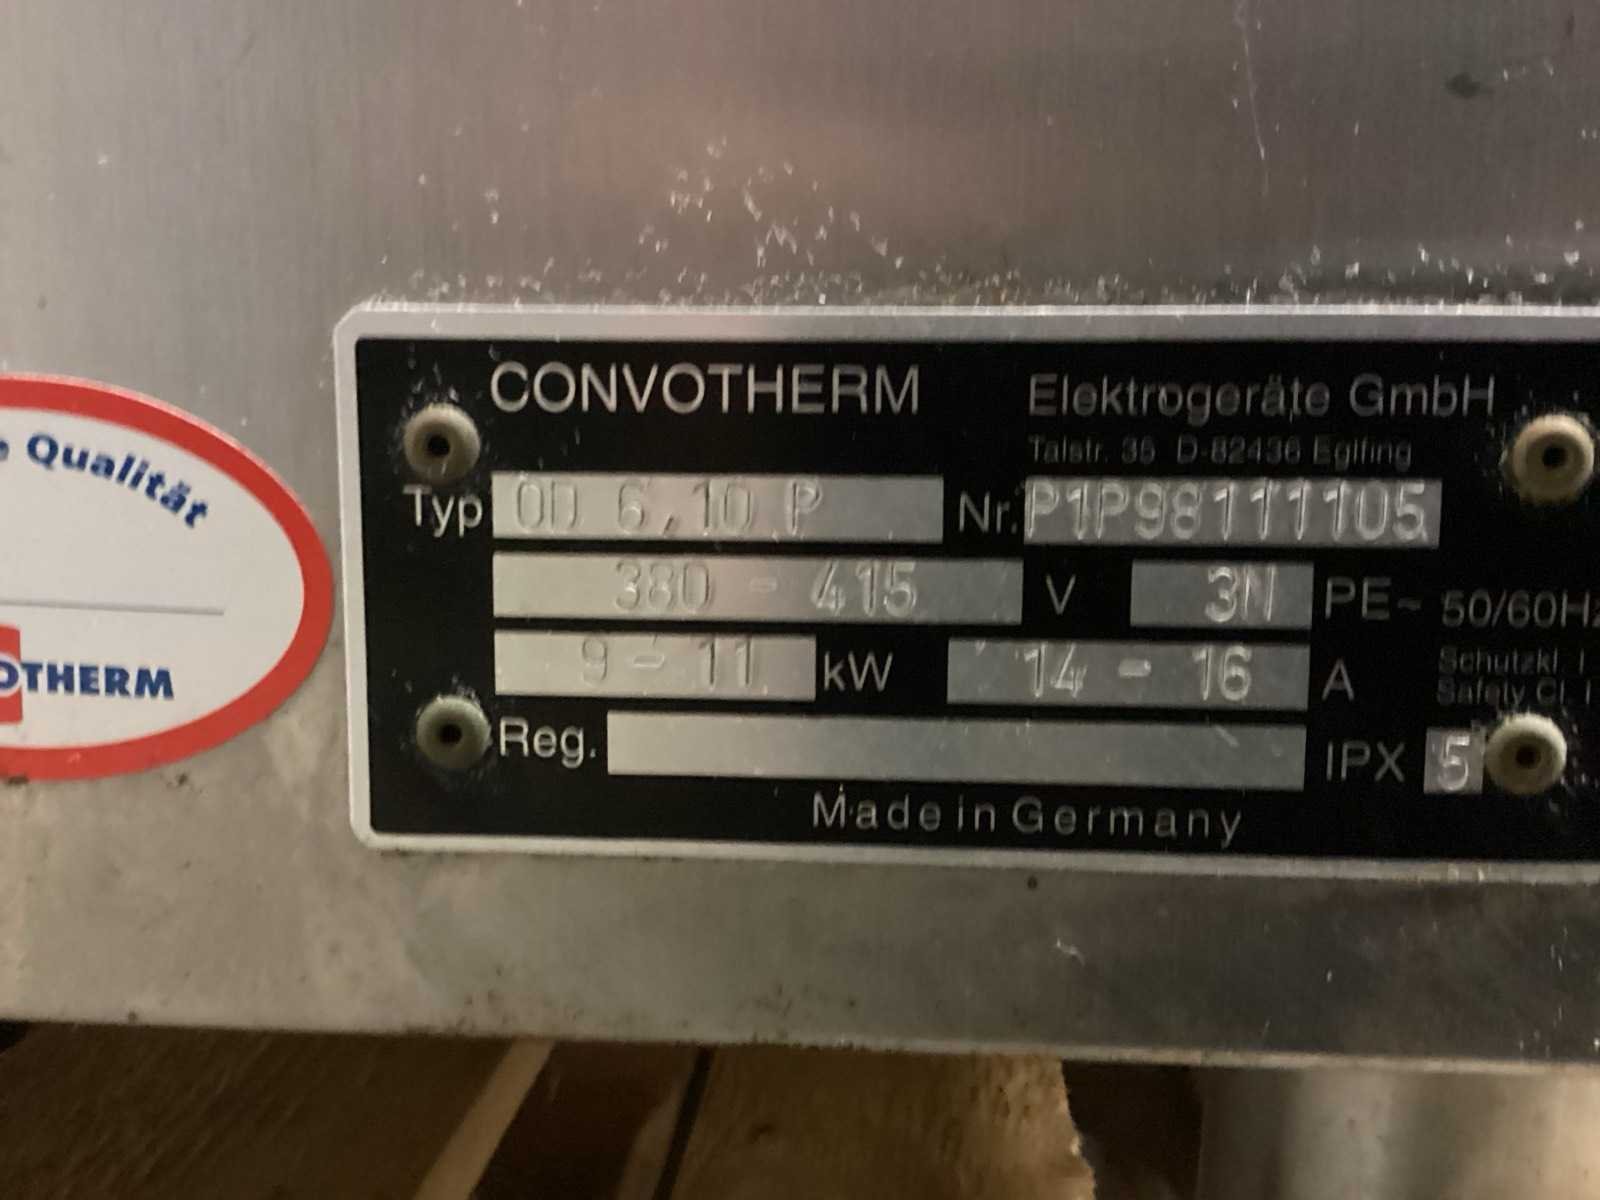 e Qualität
OTHERM
CONVOTHERM
Elektrogeräte GmbH
Talstr. 35 D-82436 Eglfing
Typ OD 6,10 P Nr. P1P98111105
380 - 415 V 3N PE~ 50/60Hz
9 - 11 kW 14 - 16 A
Schutzkl. I
Safety Cl. I
Reg. IPX 5
Made in Germany